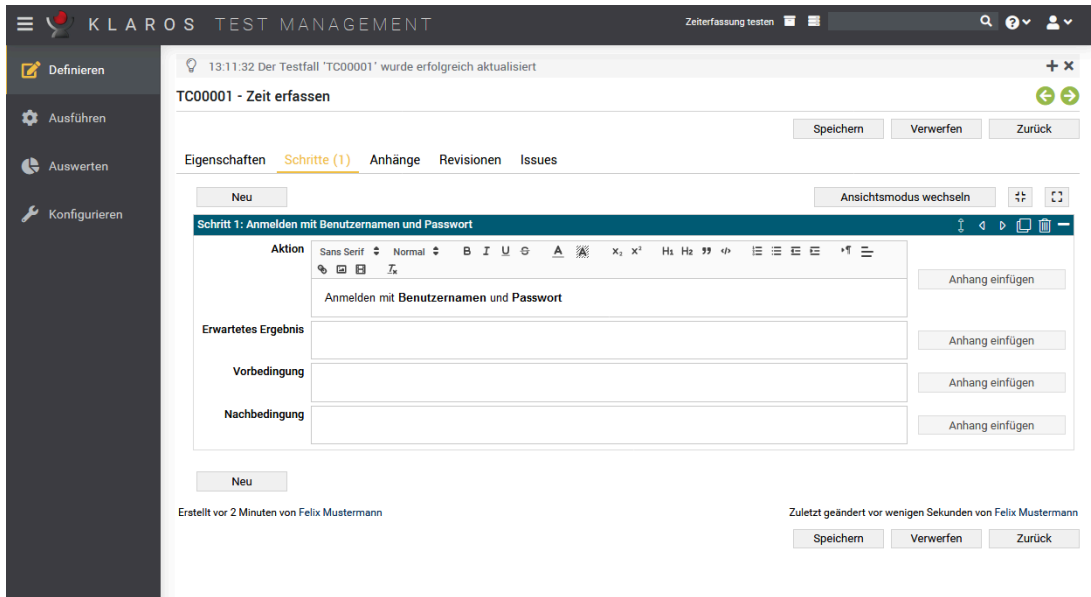 KLAROS TEST MANAGEMENT
Zeiterfassung testen
Definieren
Ausführen
Auswerten
Konfigurieren
13:11:32 Der Testfall 'TC00001' wurde erfolgreich aktualisiert
TC00001 - Zeit erfassen
Speichern Verwerfen Zurück
Eigenschaften Schritte (1) Anhänge Revisionen Issues
Neu Ansichtsmodus wechseln
Schritt 1: Anmelden mit Benutzernamen und Passwort
Aktion
Sans Serif Normal B I U S A A X₂ X² H₁ H₂
Anmelden mit Benutzernamen und Passwort
Anhang einfügen
Erwartetes Ergebnis
Anhang einfügen
Vorbedingung
Anhang einfügen
Nachbedingung
Anhang einfügen
Neu
Erstellt vor 2 Minuten von Felix Mustermann
Zuletzt geändert vor wenigen Sekunden von Felix Mustermann
Speichern Verwerfen Zurück